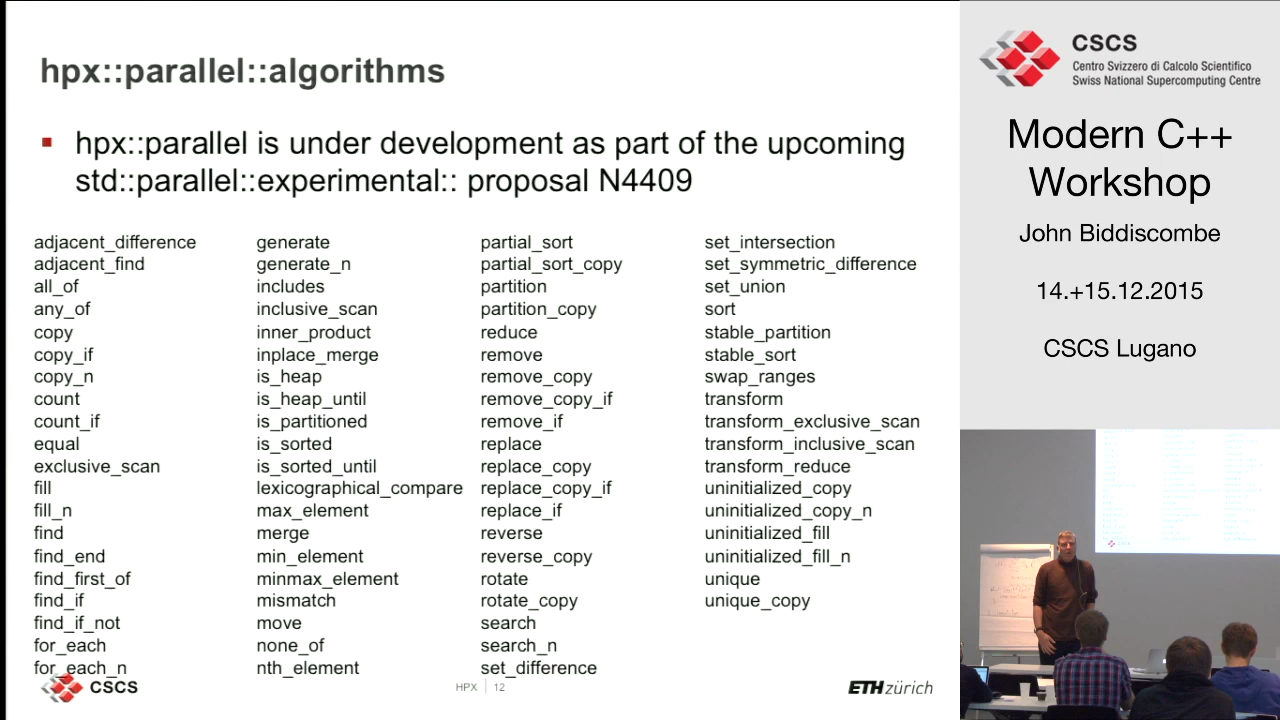 hpx::parallel::algorithms
hpx::parallel is under development as part of the upcoming
std::parallel::experimental:: proposal N4409
adjacent_difference
adjacent_find
all_of
any_of
copy
copy_if
copy_n
count
count_if
equal
exclusive_scan
fill
fill_n
find
find_end
find_first_of
find_if
find_if_not
for_each
for_each_n
generate
generate_n
includes
inclusive_scan
inner_product
inplace_merge
is_heap
is_heap_until
is_partitioned
is_sorted
is_sorted_until
lexicographical_compare
max_element
merge
min_element
minmax_element
mismatch
move
none_of
nth_element
partial_sort
partial_sort_copy
partition
partition_copy
reduce
remove
remove_copy
remove_copy_if
remove_if
replace
replace_copy
replace_copy_if
replace_if
reverse
reverse_copy
rotate
rotate_copy
search
search_n
set_difference
set_intersection
set_symmetric_difference
set_union
sort
stable_partition
stable_sort
swap_ranges
transform
transform_exclusive_scan
transform_inclusive_scan
transform_reduce
uninitialized_copy
uninitialized_copy_n
uninitialized_fill
uninitialized_fill_n
unique
unique_copy
CSCS
HPX | 12
ETH zürich
CSCS
Centro Svizzero di Calcolo Scientifico
Swiss National Supercomputing Centre
Modern C++
Workshop
John Biddiscombe
14.+15.12.2015
CSCS Lugano
CSCS